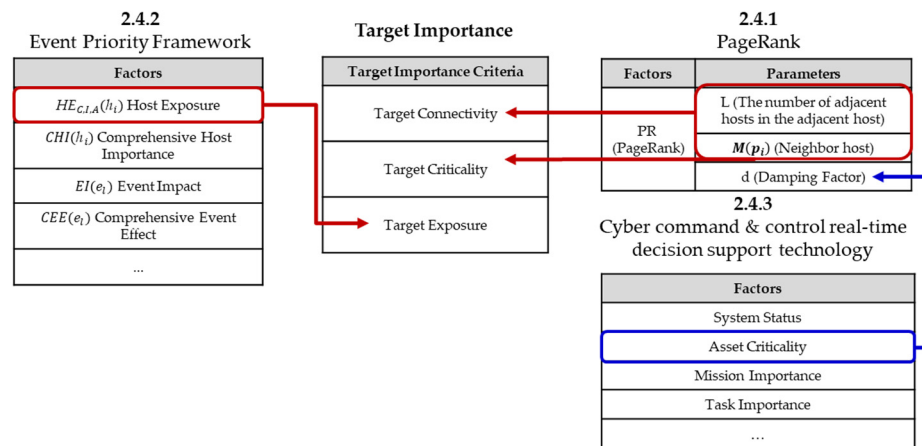 2.4.2
Event Priority Framework
Factors
HE_{C,I,A}(h_i) Host Exposure
CHI(h_i) Comprehensive Host
Importance
EI(e_l) Event Impact
CEE(e_l) Comprehensive Event
Effect
...
Target Importance
Target Importance Criteria
Target Connectivity
Target Criticality
Target Exposure
2.4.1
PageRank
Factors
Parameters
PR
(PageRank)
L (The number of adjacent
hosts in the adjacent host)
M(p_i) (Neighbor host)
d (Damping Factor)
2.4.3
Cyber command & control real-time
decision support technology
Factors
System Status
Asset Criticality
Mission Importance
Task Importance
...